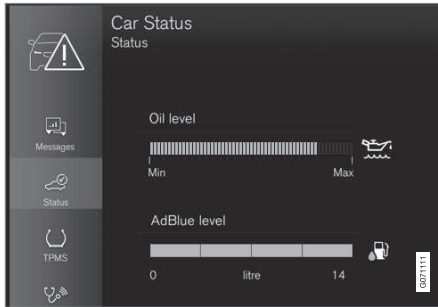 Car Status
Status
Messages
Status
TPMS
Oil level
Min Max
AdBlue level
0 litre 14
G071111